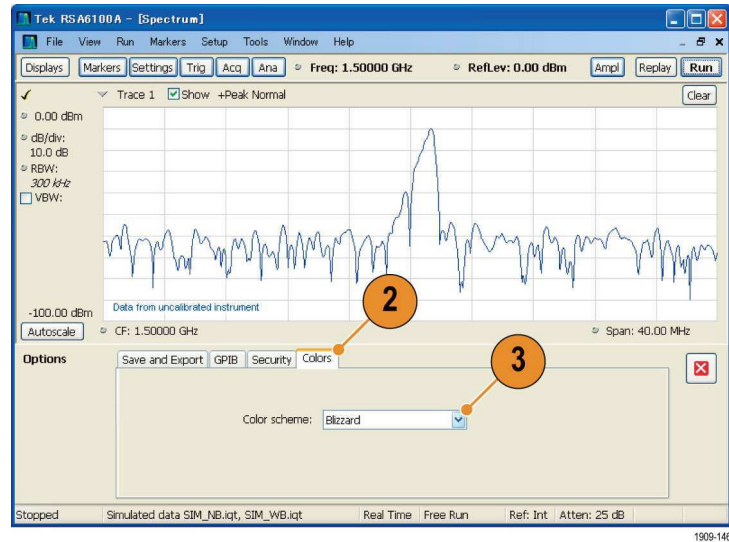 Tek RSA6100A - [Spectrum]
File View Run Markers Setup Tools Window Help
Displays Markers Settings Trig Acq Ana Freq: 1.50000 GHz RefLev: 0.00 dBm Ampl Replay Run
Trace 1 Show +Peak Normal Clear
0.00 dBm
dB/div:
10.0 dB
RBW:
300 kHz
VBW:
-100.00 dBm
Data from uncalibrated instrument
2
Autoscale CF: 1.50000 GHz Span: 40.00 MHz
Options Save and Export GPIB Security Colors
3
Color scheme: Blizzard
Stopped Simulated data SIM_NB.iqt, SIM_WB.iqt Real Time Free Run Ref: Int Atten: 25 dB
1909-146